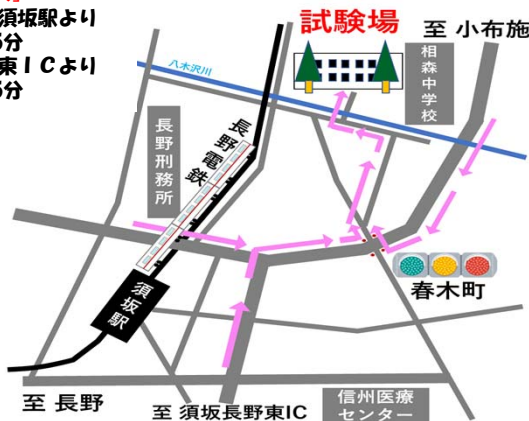 須坂駅より
5分
東ICより
5分
試験場
至 小布施
八木沢川
相森中学校
長野電鉄
長野刑務所
須坂駅
春木町
至 長野
至 須坂長野東IC
信州医療
センター